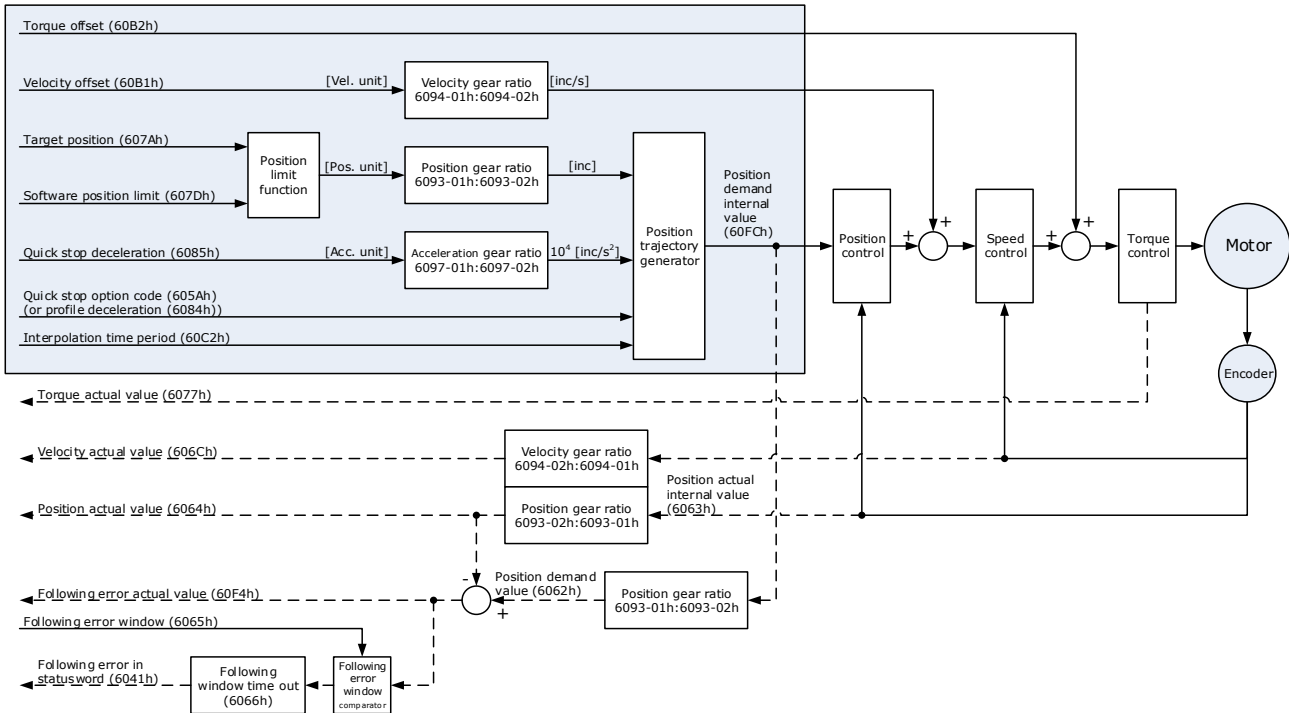 Torque offset (60B2h)
Velocity offset (60B1h)
[Vel. unit]
Velocity gear ratio
6094-01h:6094-02h
[inc/s]
Target position (607Ah)
Software position limit (607Dh)
Position
limit
function
[Pos. unit]
Position gear ratio
6093-01h:6093-02h
[inc]
Quick stop deceleration (6085h)
[Acc. unit]
Acceleration gear ratio
6097-01h:6097-02h
10⁴ [inc/s²]
Quick stop option code (605Ah)
(or profile deceleration (6084h))
Interpolation time period (60C2h)
Position
trajectory
generator
Position
demand
internal
value
(60FCh)
Position
control
+
+
Speed
control
+
+
Torque
control
Motor
Encoder
Torque actual value (6077h)
Velocity actual value (606Ch)
Velocity gear ratio
6094-02h:6094-01h
Position actual value (6064h)
Position gear ratio
6093-02h:6093-01h
Position actual
internal value
(6063h)
Following error actual value (60F4h)
-
+
Position demand
value (6062h)
Position gear ratio
6093-01h:6093-02h
Following error window (6065h)
Following error in
statusword (6041h)
Following
window time out
(6066h)
Following
error
window
comparator